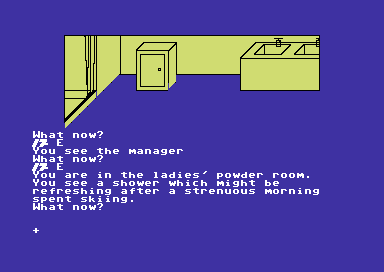 What now?
E
You see the manager
What now?
E
You are in the ladies' powder room.
You see a shower which might be
refreshing after a strenuous morning
spent skiing.
What now?
+